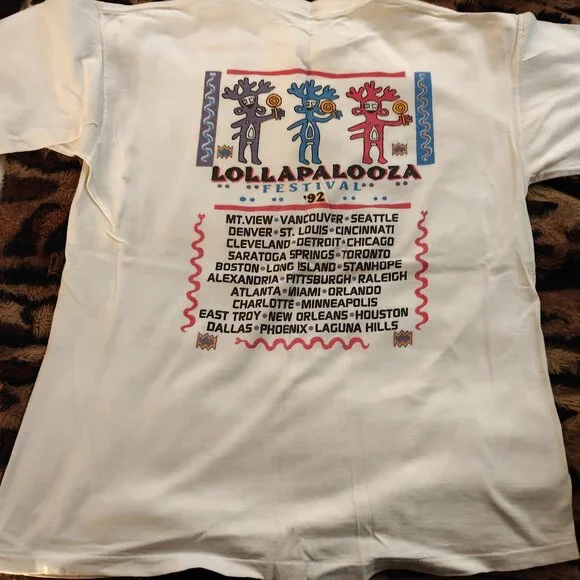 LOLLAPALOOZA
FESTIVAL
'92
MT.VIEW•VANCOUVER•SEATTLE
DENVER•ST. LOUIS•CINCINNATI
CLEVELAND•DETROIT•CHICAGO
SARATOGA SPRINGS•TORONTO
BOSTON•LONG ISLAND•STANHOPE
ALEXANDRIA•PITTSBURGH•RALEIGH
ATLANTA•MIAMI•ORLANDO
CHARLOTTE•MINNEAPOLIS
EAST TROY•NEW ORLEANS•HOUSTON
DALLAS•PHOENIX•LAGUNA HILLS